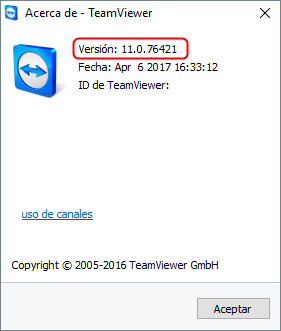 Acerca de - TeamViewer
Versión: 11.0.76421
Fecha: Apr  6 2017 16:33:12
ID de TeamViewer:
uso de canales
Copyright © 2005-2016 TeamViewer GmbH
Aceptar